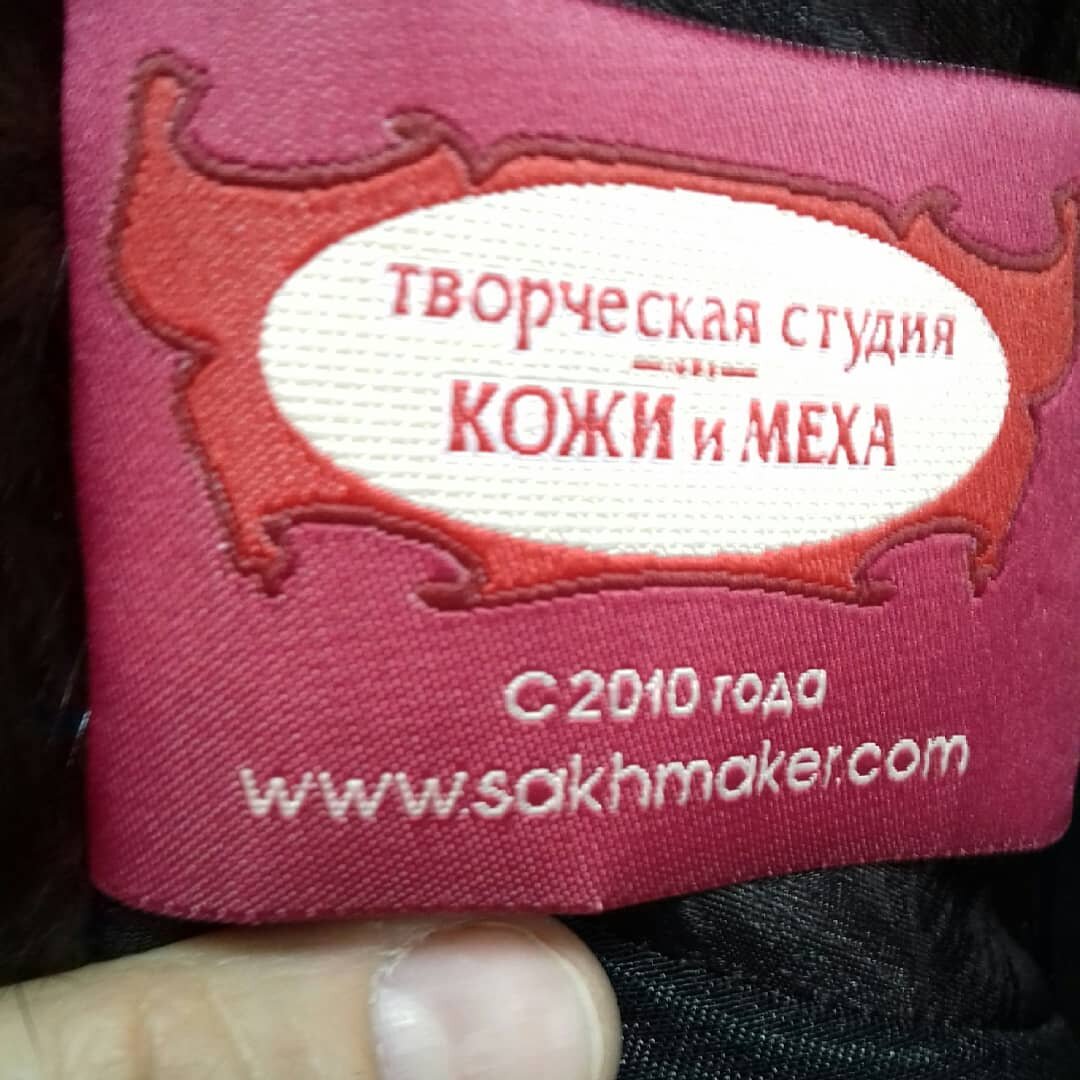 творческая студия
КОЖИ и МЕХА
С 2010 года
www.sakhmaker.com